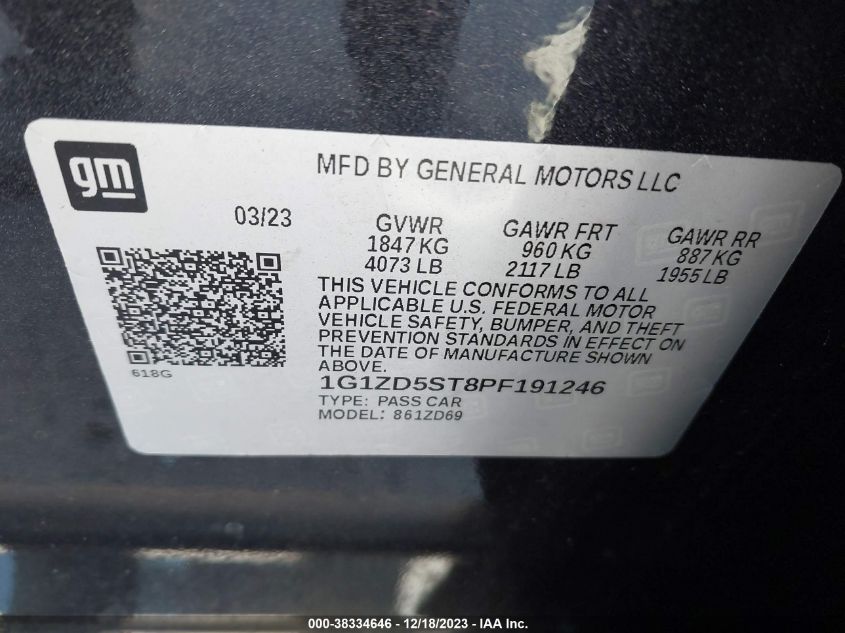 gm
MFD BY GENERAL MOTORS LLC
03/23
GVWR
1847 KG
4073 LB
GAWR FRT
960 KG
2117 LB
GAWR RR
887 KG
1955 LB
THIS VEHICLE CONFORMS TO ALL
APPLICABLE U.S. FEDERAL MOTOR
VEHICLE SAFETY, BUMPER, AND THEFT
PREVENTION STANDARDS IN EFFECT ON
THE DATE OF MANUFACTURE SHOWN
ABOVE.
618G
1G1ZD5ST8PF191246
TYPE: PASS CAR
MODEL: 861ZD69
000-38334646 - 12/18/2023 - IAA Inc.